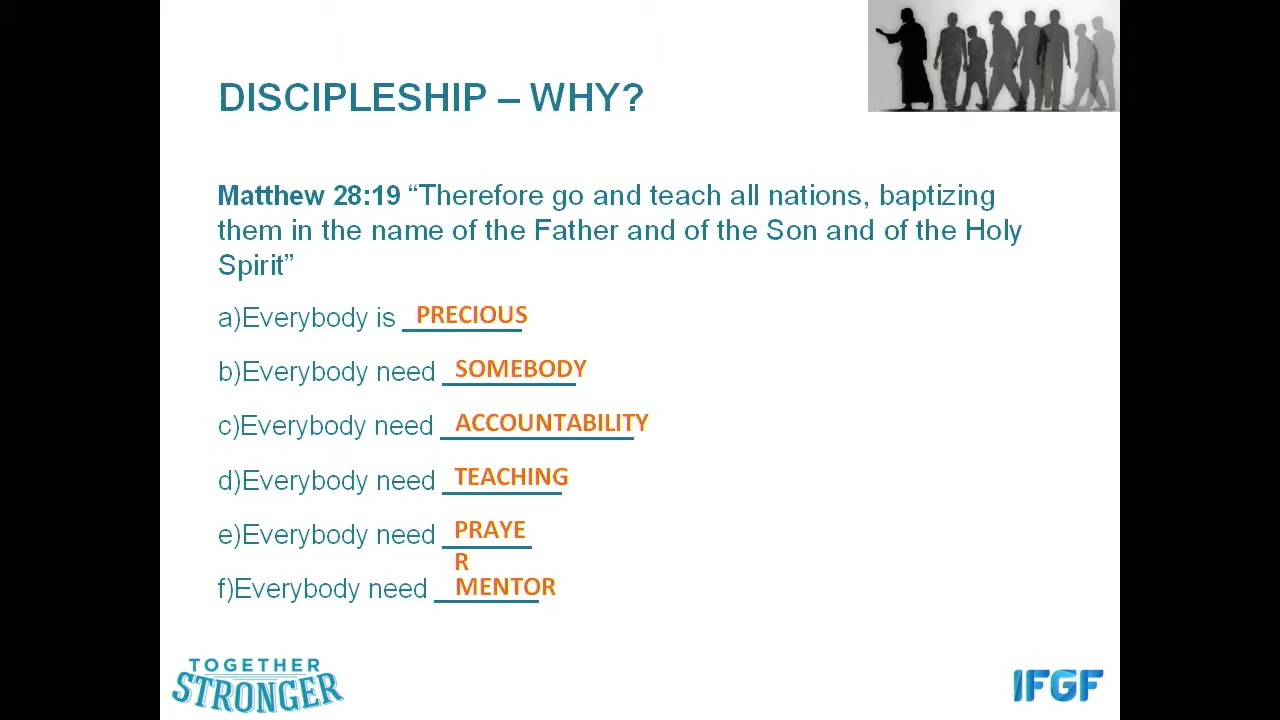 DISCIPLESHIP – WHY?
Matthew 28:19 “Therefore go and teach all nations, baptizing
them in the name of the Father and of the Son and of the Holy
Spirit”
a)Everybody is PRECIOUS
b)Everybody need SOMEBODY
c)Everybody need ACCOUNTABILITY
d)Everybody need TEACHING
e)Everybody need PRAYE
R
f)Everybody need MENTOR
TOGETHER
STRONGER
IFGF